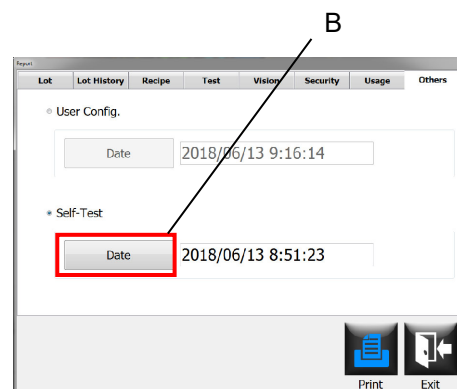 B
Report
Lot Lot History Recipe Test Vision Security Usage Others
User Config.
Date 2018/06/13 9:16:14
Self-Test
Date 2018/06/13 8:51:23
Print Exit